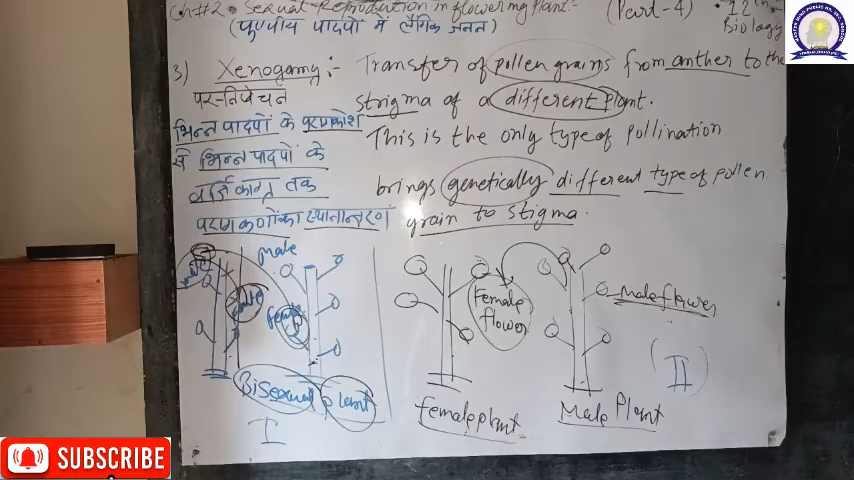 Ch#2. Sexual Reproduction in flowering Plant:- (Part-4) 12th
(पुष्पीय पादपों में लैंगिक जनन) Biology
3) Xenogamy:- Transfer of pollen grains from anther to the
पर-निषेचन stigma of a different plant.
भिन्न पादपों के परागकोश This is the only type of pollination
से भिन्न पादपों के brings genetically different type of pollen
वर्तिकाग्र तक grain to stigma.
परागकणों का स्थानान्तरण
male
Female
Bisexual plant
I
Female flower
Female plant
Male flower
Male Plant
II
SUBSCRIBE